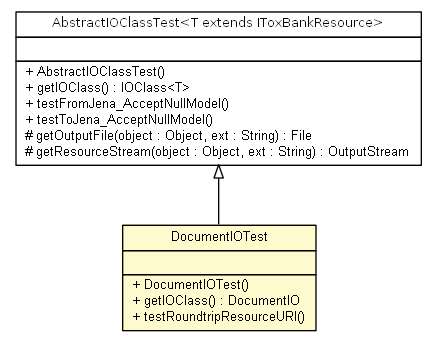 AbstractIOClassTest<T extends IToxBankResource>
+ AbstractIOClassTest()
+ getIOClass() : IOClass<T>
+ testFromJena_AcceptNullModel()
+ testToJena_AcceptNullModel()
# getOutputFile(object : Object, ext : String) : File
# getResourceStream(object : Object, ext : String) : OutputStream
DocumentIOTest
+ DocumentIOTest()
+ getIOClass() : DocumentIO
+ testRoundtripResourceURI()